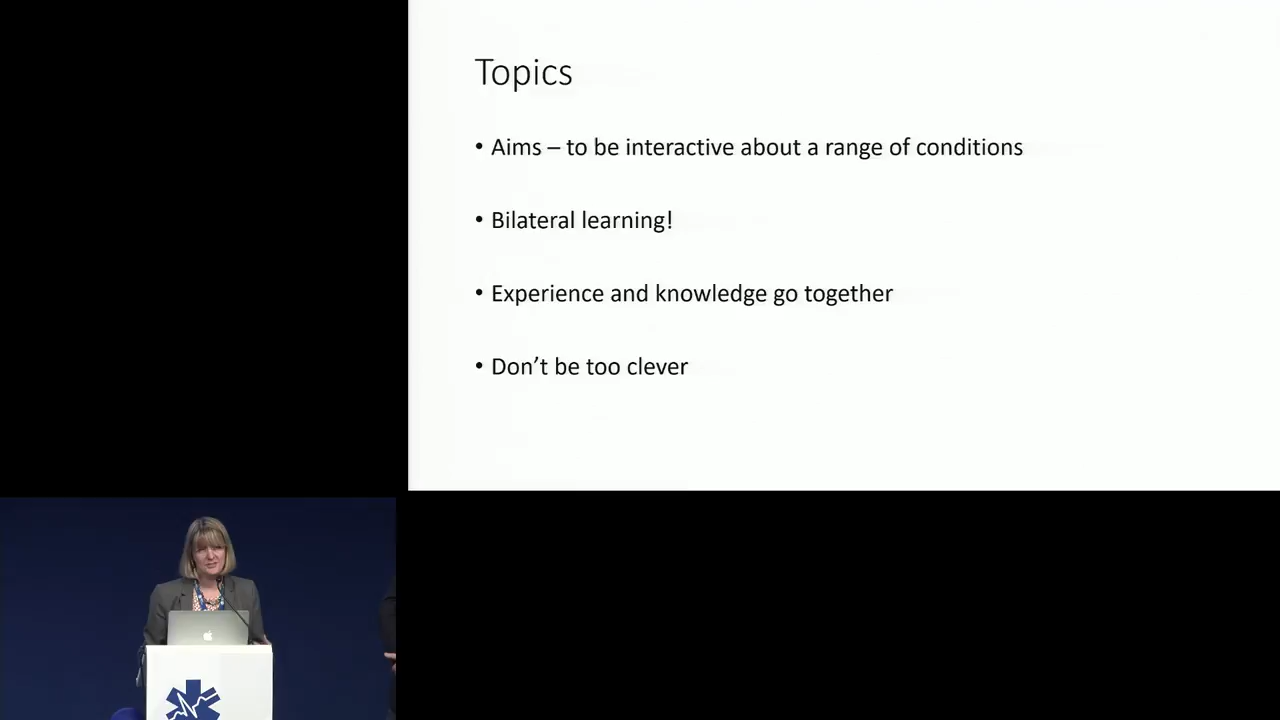 Topics
• Aims – to be interactive about a range of conditions
• Bilateral learning!
• Experience and knowledge go together
• Don’t be too clever